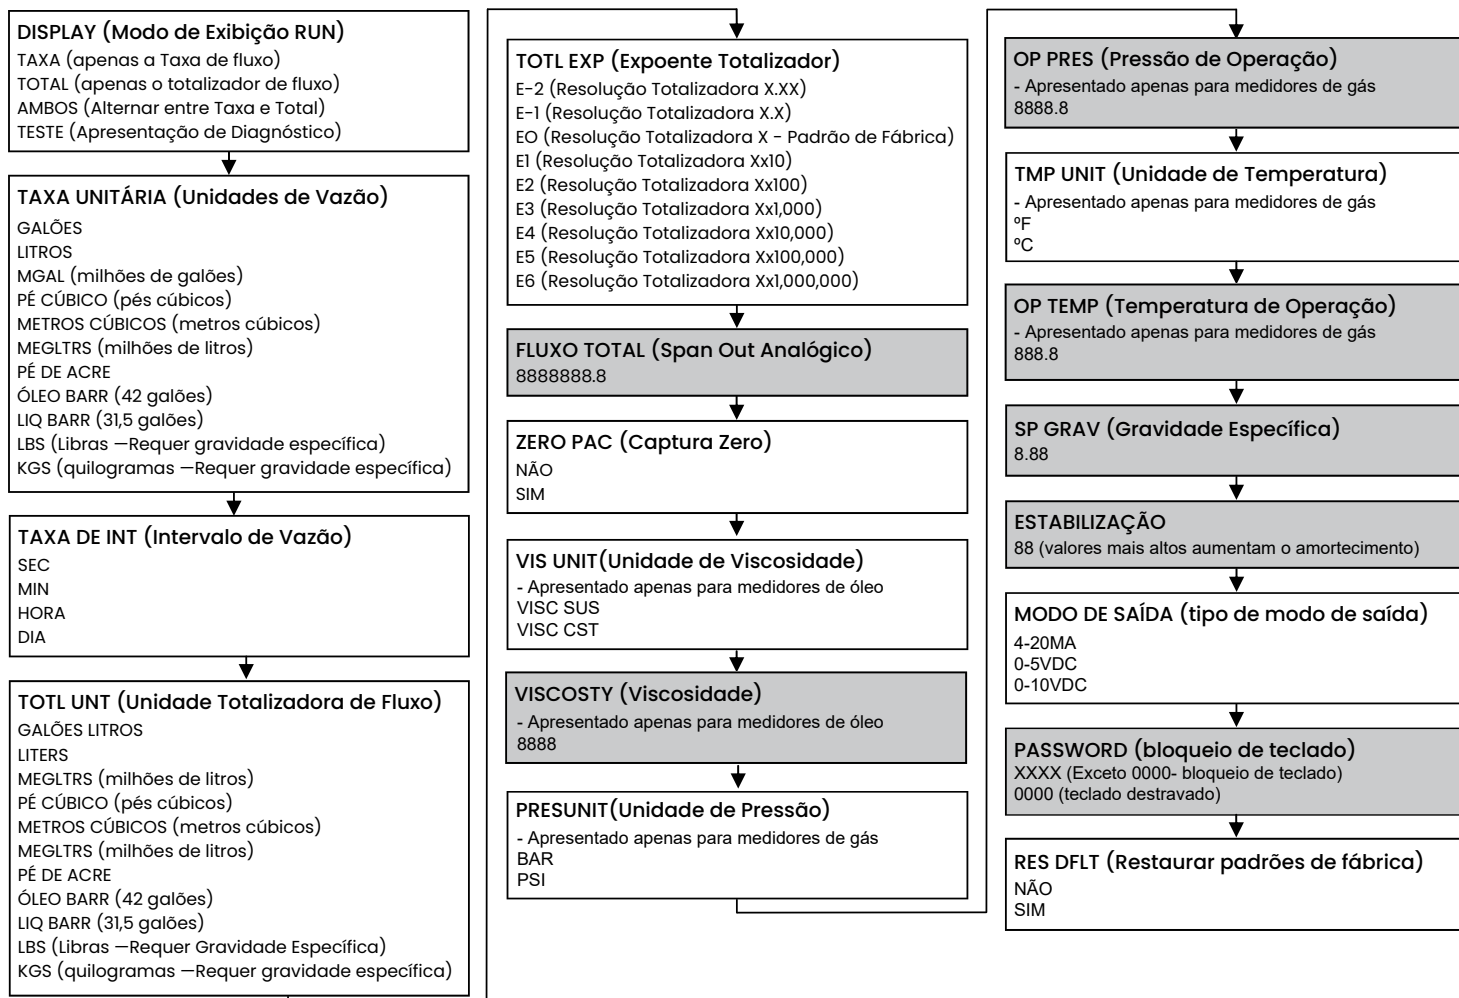 DISPLAY (Modo de Exibição RUN)
TAXA (apenas a Taxa de fluxo)
TOTAL (apenas o totalizador de fluxo)
AMBOS (Alternar entre Taxa e Total)
TESTE (Apresentação de Diagnóstico)
TAXA UNITÁRIA (Unidades de Vazão)
GALÕES
LITROS
MGAL (milhões de galões)
PÉ CÚBICO (pés cúbicos)
METROS CÚBICOS (metros cúbicos)
MEGLTRS (milhões de litros)
PÉ DE ACRE
ÓLEO BARR (42 galões)
LIQ BARR (31,5 galões)
LBS (Libras —Requer gravidade específica)
KGS (quilogramas —Requer gravidade específica)
TAXA DE INT (Intervalo de Vazão)
SEC
MIN
HORA
DIA
TOTL UNT (Unidade Totalizadora de Fluxo)
GALÕES LITROS
LITERS
MEGLTRS (milhões de litros)
PÉ CÚBICO (pés cúbicos)
METROS CÚBICOS (metros cúbicos)
MEGLTRS (milhões de litros)
PÉ DE ACRE
ÓLEO BARR (42 galões)
LIQ BARR (31,5 galões)
LBS (Libras —Requer Gravidade Específica)
KGS (quilogramas —Requer gravidade específica)
TOTL EXP (Expoente Totalizador)
E-2 (Resolução Totalizadora X.XX)
E-1 (Resolução Totalizadora X.X)
EO (Resolução Totalizadora X - Padrão de Fábrica)
E1 (Resolução Totalizadora Xx10)
E2 (Resolução Totalizadora Xx100)
E3 (Resolução Totalizadora Xx1,000)
E4 (Resolução Totalizadora Xx10,000)
E5 (Resolução Totalizadora Xx100,000)
E6 (Resolução Totalizadora Xx1,000,000)
FLUXO TOTAL (Span Out Analógico)
8888888.8
ZERO PAC (Captura Zero)
NÃO
SIM
VIS UNIT(Unidade de Viscosidade)
- Apresentado apenas para medidores de óleo
VISC SUS
VISC CST
VISCOSTY (Viscosidade)
- Apresentado apenas para medidores de óleo
8888
PRESUNIT(Unidade de Pressão)
- Apresentado apenas para medidores de gás
BAR
PSI
OP PRES (Pressão de Operação)
- Apresentado apenas para medidores de gás
8888.8
TMP UNIT (Unidade de Temperatura)
- Apresentado apenas para medidores de gás
ºF
ºC
OP TEMP (Temperatura de Operação)
- Apresentado apenas para medidores de gás
888.8
SP GRAV (Gravidade Específica)
8.88
ESTABILIZAÇÃO
88 (valores mais altos aumentam o amortecimento)
MODO DE SAÍDA (tipo de modo de saída)
4-20MA
0-5VDC
0-10VDC
PASSWORD (bloqueio de teclado)
XXXX (Exceto 0000- bloqueio de teclado)
0000 (teclado destravado)
RES DFLT (Restaurar padrões de fábrica)
NÃO
SIM